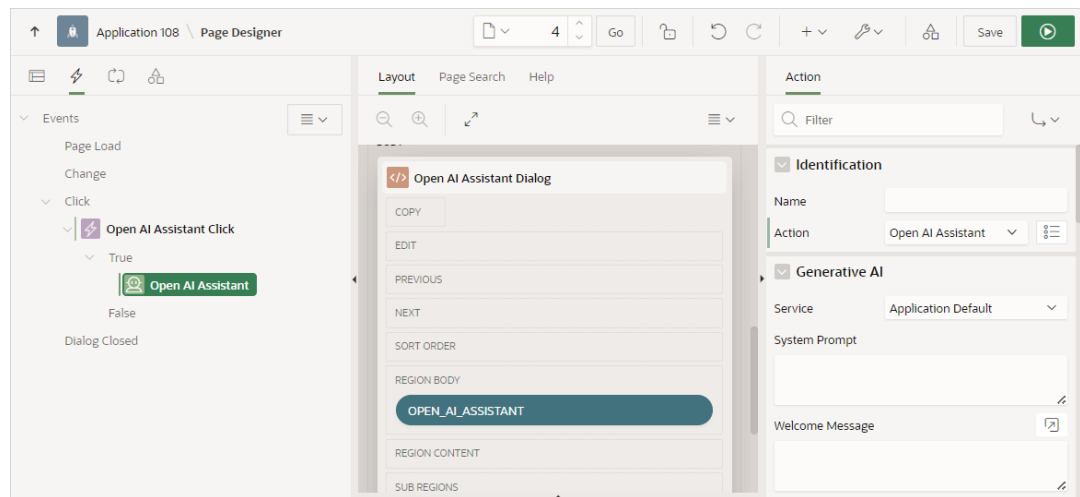 Application 108 \ Page Designer
4
Go
Save
Layout
Page Search
Help
Action
Events
Page Load
Change
Click
Open AI Assistant Click
True
Open AI Assistant
False
Dialog Closed
Open AI Assistant Dialog
COPY
EDIT
PREVIOUS
NEXT
SORT ORDER
REGION BODY
OPEN_AI_ASSISTANT
REGION CONTENT
SUB REGIONS
Filter
Identification
Name
Action
Open AI Assistant
Generative AI
Service
Application Default
System Prompt
Welcome Message